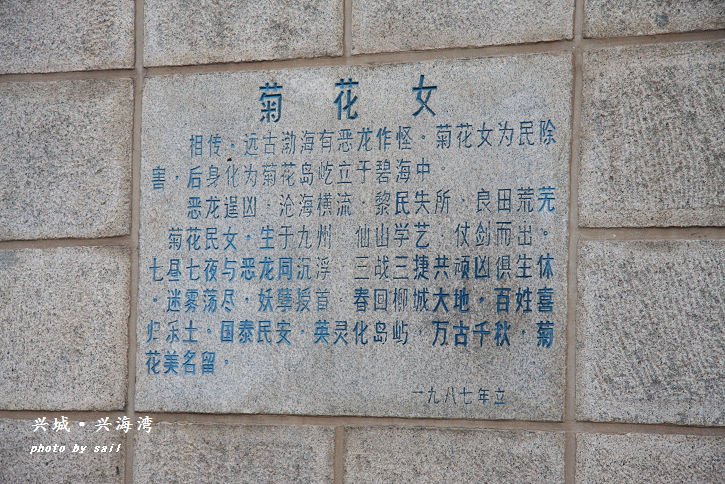 菊花女
相传，远古渤海有恶龙作怪。菊花女为民除
害，后身化为菊花岛屹立于碧海中。
恶龙逞凶，沧海横流，黎民失所，良田荒芜
菊花民女，生于九州 仙山学艺，仗剑而出。
七昼七夜与恶龙同沉浮 三战三捷共顽凶俱生休
，迷雾荡尽，妖孽授首，春回柳城大地，百姓喜
归乐土，国泰民安，英灵化岛屿，万古千秋，菊
花美名留。
一九八七年立
兴城·兴海湾
photo by sail